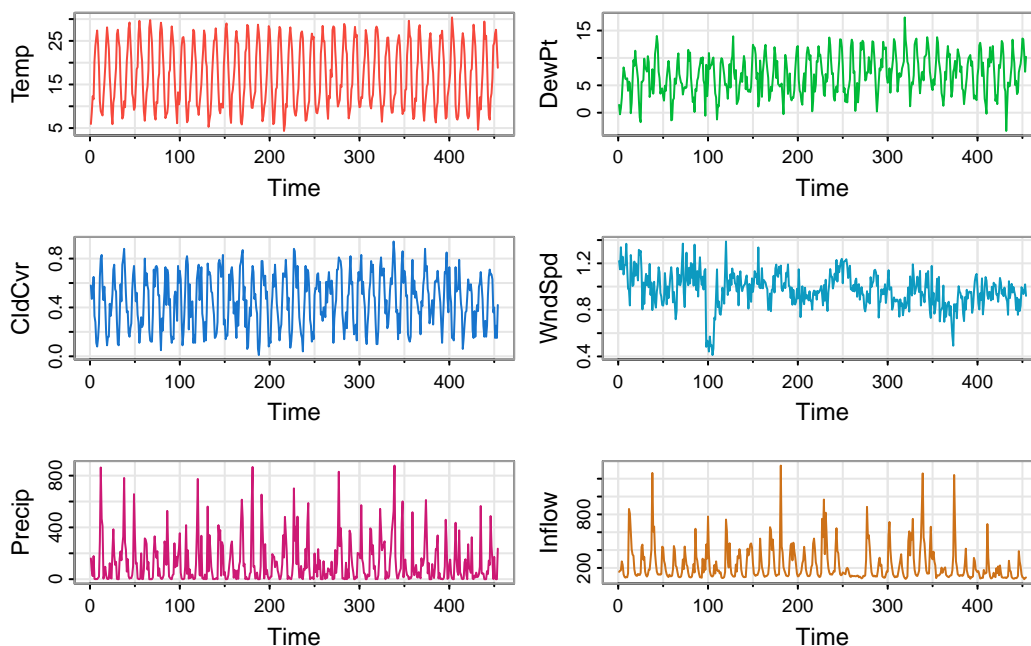 Temp
5 15 25
0 100 200 300 400
Time
DewPt
0 5 10 15
0 100 200 300 400
Time
CldCvr
0.0 0.4 0.8
0 100 200 300 400
Time
WndSpd
0.4 0.8 1.2
0 100 200 300 400
Time
Precip
0 400 800
0 100 200 300 400
Time
Inflow
200 800
0 100 200 300 400
Time